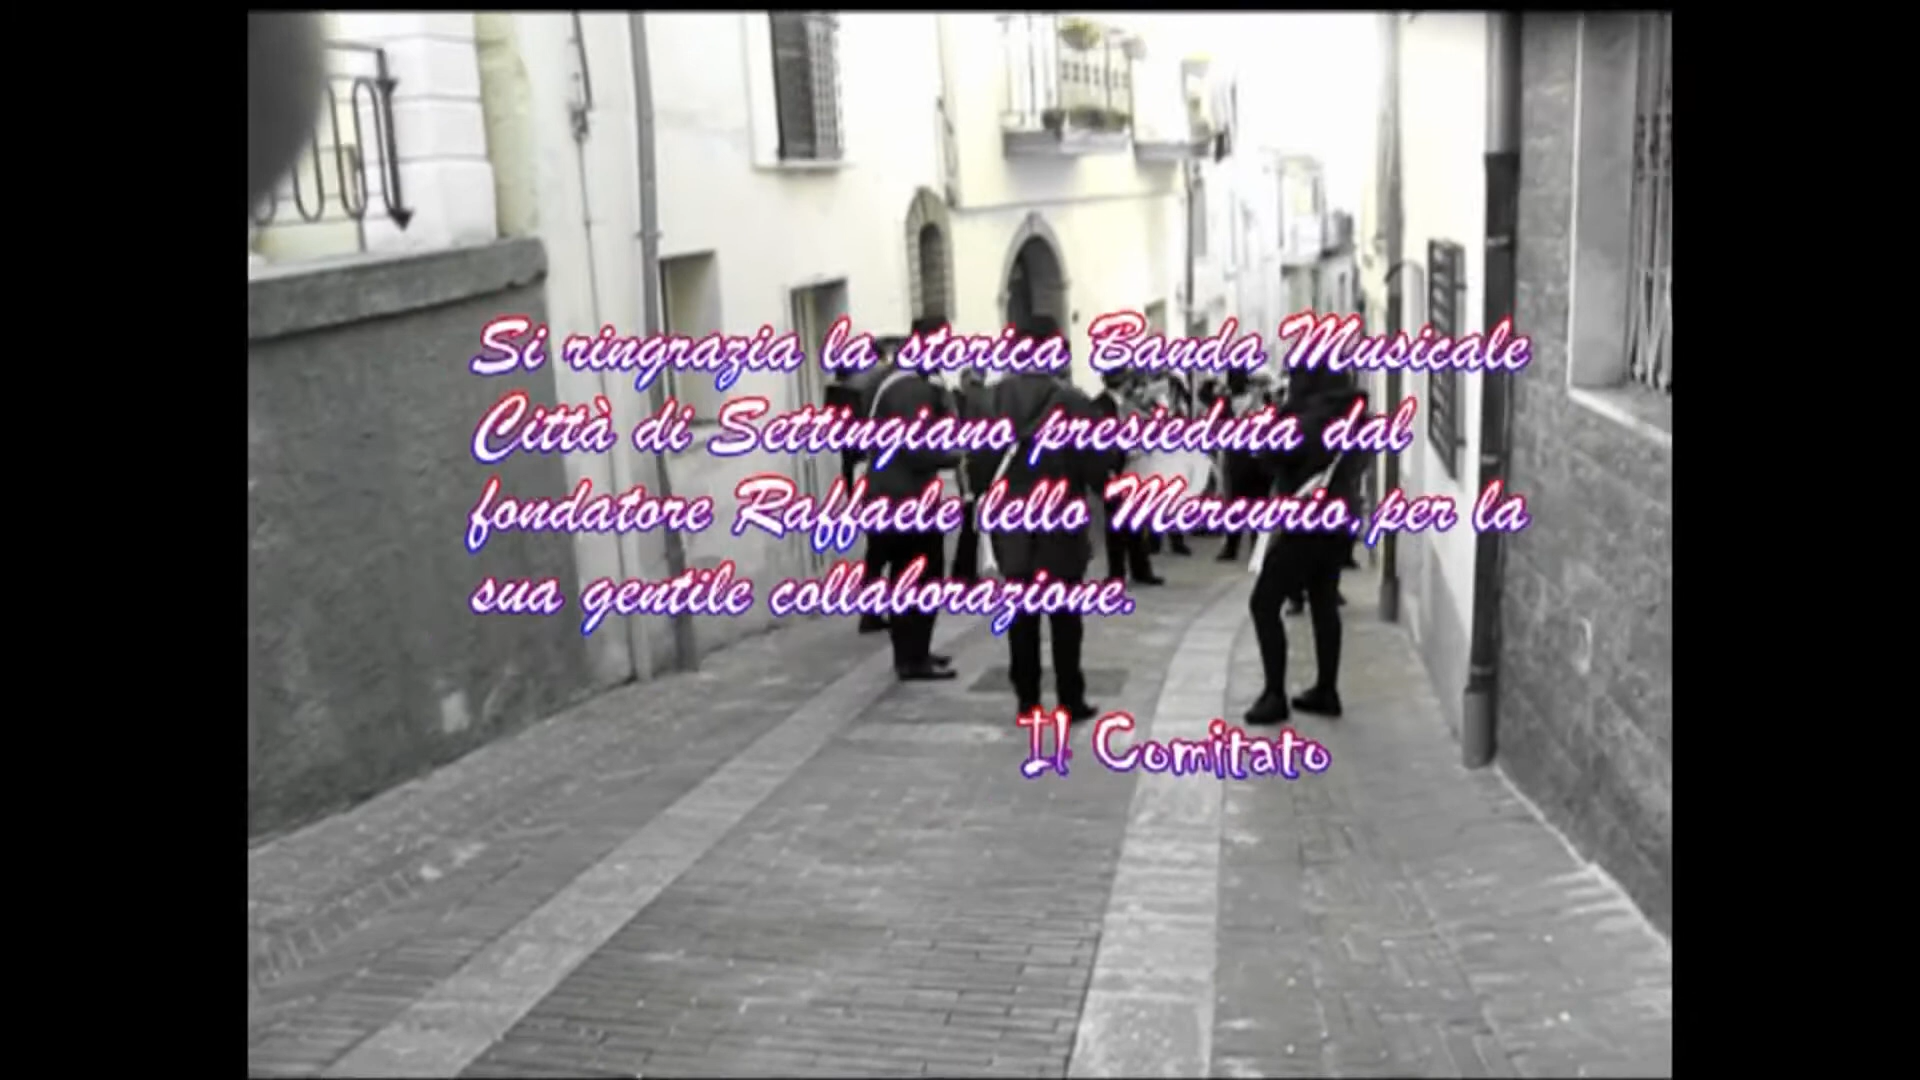 Si ringrazia la storica Banda Musicale
Città di Settingiano presieduta dal
fondatore Raffaele lello Mercurio, per la
sua gentile collaborazione.
Il Comitato